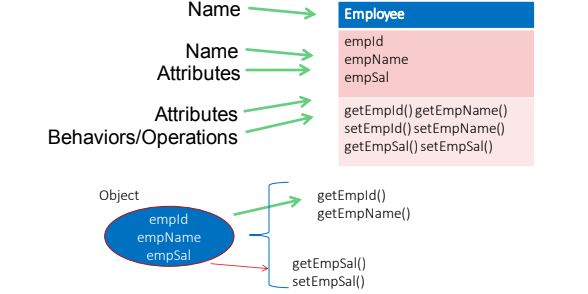 Name
Employee
Name
Attributes
empId
empName
empSal
Attributes
Behaviors/Operations
getEmpId() getEmpName()
setEmpId() setEmpName()
getEmpSal() setEmpSal()
Object
empId
empName
empSal
getEmpId()
getEmpName()
getEmpSal()
setEmpSal()